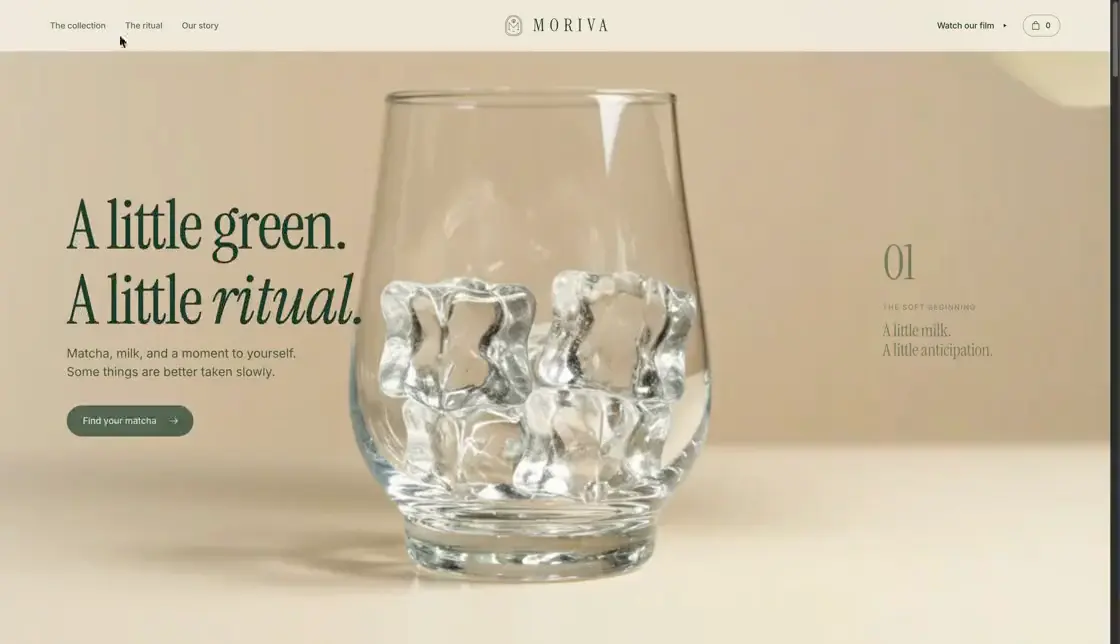 The collection
The ritual
Our story
MORIVA
Watch our film
0
A little green.
A little ritual.
Matcha, milk, and a moment to yourself.
Some things are better taken slowly.
Find your matcha →
01
THE SOFT BEGINNING
A little milk.
A little anticipation.